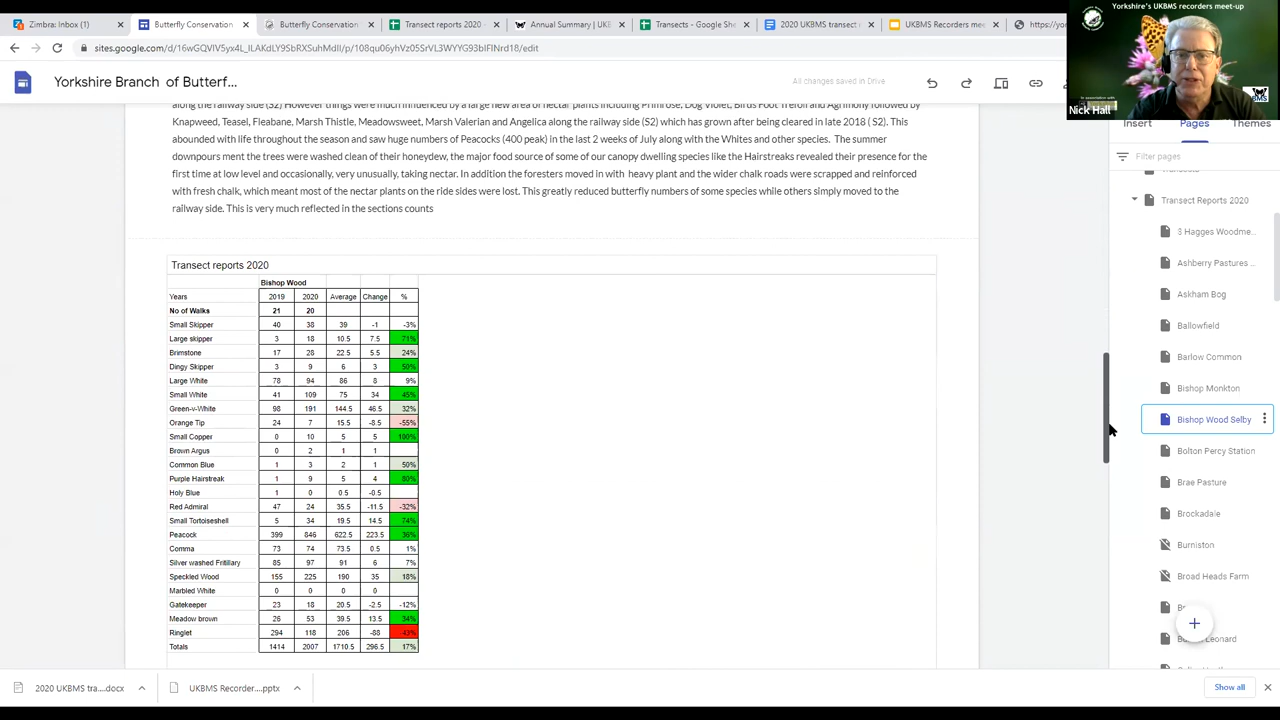 Zimbra: Inbox (1)
Butterfly Conservation
Butterfly Conservation
Transect reports 2020
Annual Summary | UKB
Transects - Google Sh
2020 UKBMS transect
UKBMS Recorders meet
https://yo
sites.google.com/d/16wGQVIV5yx4L_ILAKdLY9SbRXSuhMdlI/p/108qu06yhVz05SrVL3WYYG93bIFINrd18/edit
Yorkshire's UKBMS recorders meet-up
Nick Hall
Yorkshire Branch of Butterf...
All changes saved in Drive
Insert Pages Themes
Filter pages
along the railway side (S2) However things were much influenced by a large new area of nectar plants including Primrose, Dog Violet, Birds Foot Trefoil and Agrimony followed by
Knapweed, Teasel, Fleabane, Marsh Thistle, Meadowsweet, Marsh Valerian and Angelica along the railway side (S2) which has grown after being cleared in late 2018 ( S2). This
abounded with life throughout the season and saw huge numbers of Peacocks (400 peak) in the last 2 weeks of July along with the Whites and other species. The summer
downpours ment the trees were washed clean of their honeydew, the major food source of some of our canopy dwelling species like the Hairstreaks revealed their presence for the
first time at low level and occasionally, very unusually, taking nectar. In addition the foresters moved in with heavy plant and the wider chalk roads were scrapped and reinforced
with fresh chalk, which meant most of the nectar plants on the ride sides were lost. This greatly reduced butterfly numbers of some species while others simply moved to the
railway side. This is very much reflected in the sections counts
Transect reports 2020
Bishop Wood
Years 2019 2020 Average Change %
No of Walks 21 20
Small Skipper 40 38 39 -1 -3%
Large skipper 3 18 10.5 7.5 71%
Brimstone 17 28 22.5 5.5 24%
Dingy Skipper 3 9 6 3 50%
Large White 78 94 86 8 9%
Small White 41 109 75 34 45%
Green-v-White 98 191 144.5 46.5 32%
Orange Tip 24 7 15.5 -8.5 -55%
Small Copper 0 10 5 5 100%
Brown Argus 0 2 1 1
Common Blue 1 3 2 1 50%
Purple Hairstreak 1 9 5 4 80%
Holy Blue 1 0 0.5 -0.5
Red Admiral 47 24 35.5 -11.5 -32%
Small Tortoiseshell 5 34 19.5 14.5 74%
Peacock 399 846 622.5 223.5 36%
Comma 73 74 73.5 0.5 1%
Silver washed Fritillary 85 97 91 6 7%
Speckled Wood 155 225 190 35 18%
Marbled White 0 0 0 0
Gatekeeper 23 18 20.5 -2.5 -12%
Meadow brown 26 53 39.5 13.5 34%
Ringlet 294 118 206 -88 -43%
Totals 1414 2007 1710.5 296.5 17%
Transect Reports 2020
3 Hagges Woodme...
Ashberry Pastures ...
Askham Bog
Ballowfield
Barlow Common
Bishop Monkton
Bishop Wood Selby
Bolton Percy Station
Brae Pasture
Brockadale
Burniston
Broad Heads Farm
Leonard
2020 UKBMS tra....docx
UKBMS Recorder....pptx
Show all